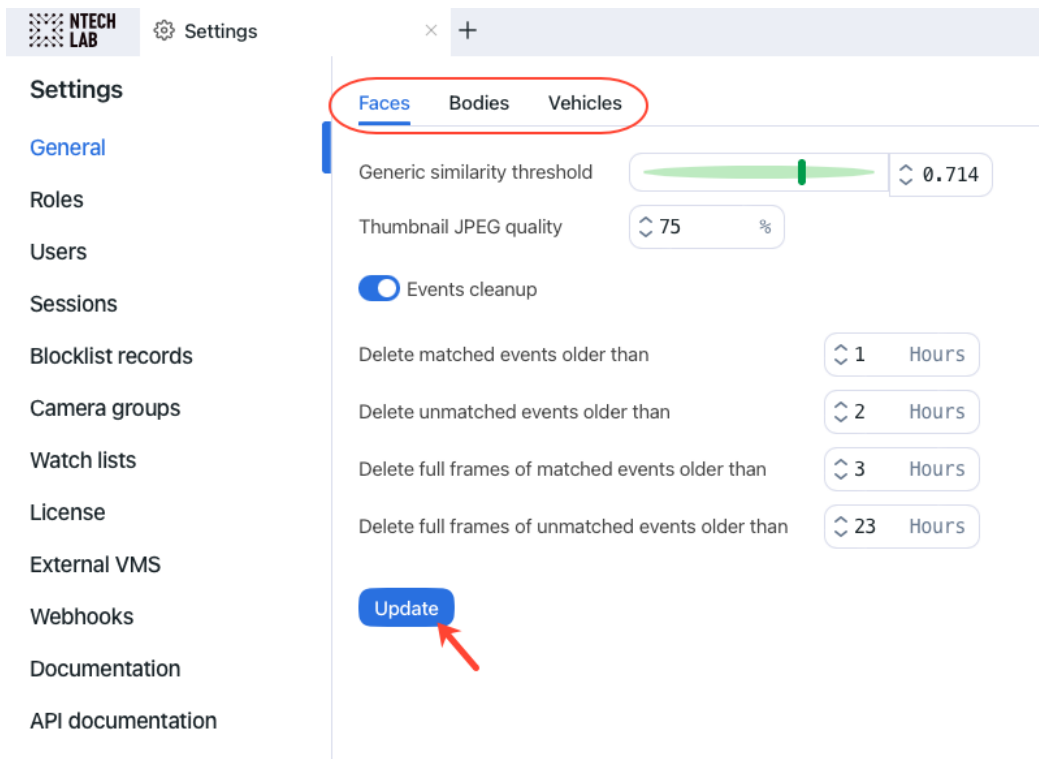 NTECH
LAB
Settings
Settings
General
Roles
Users
Sessions
Blocklist records
Camera groups
Watch lists
License
External VMS
Webhooks
Documentation
API documentation
Faces Bodies Vehicles
Generic similarity threshold 0.714
Thumbnail JPEG quality 75 %
Events cleanup
Delete matched events older than 1 Hours
Delete unmatched events older than 2 Hours
Delete full frames of matched events older than 3 Hours
Delete full frames of unmatched events older than 23 Hours
Update